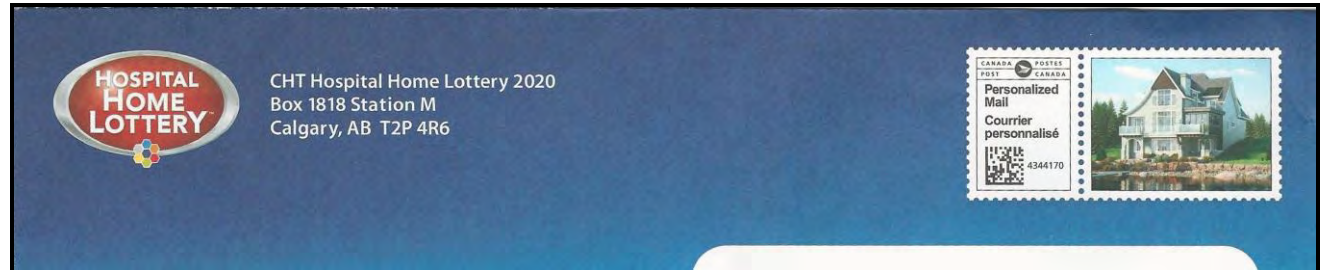 HOSPITAL
HOME
LOTTERY™
CHT Hospital Home Lottery 2020
Box 1818 Station M
Calgary, AB T2P 4R6
CANADA POSTES
POST CANADA
Personalized
Mail
Courrier
personnalisé
4344170